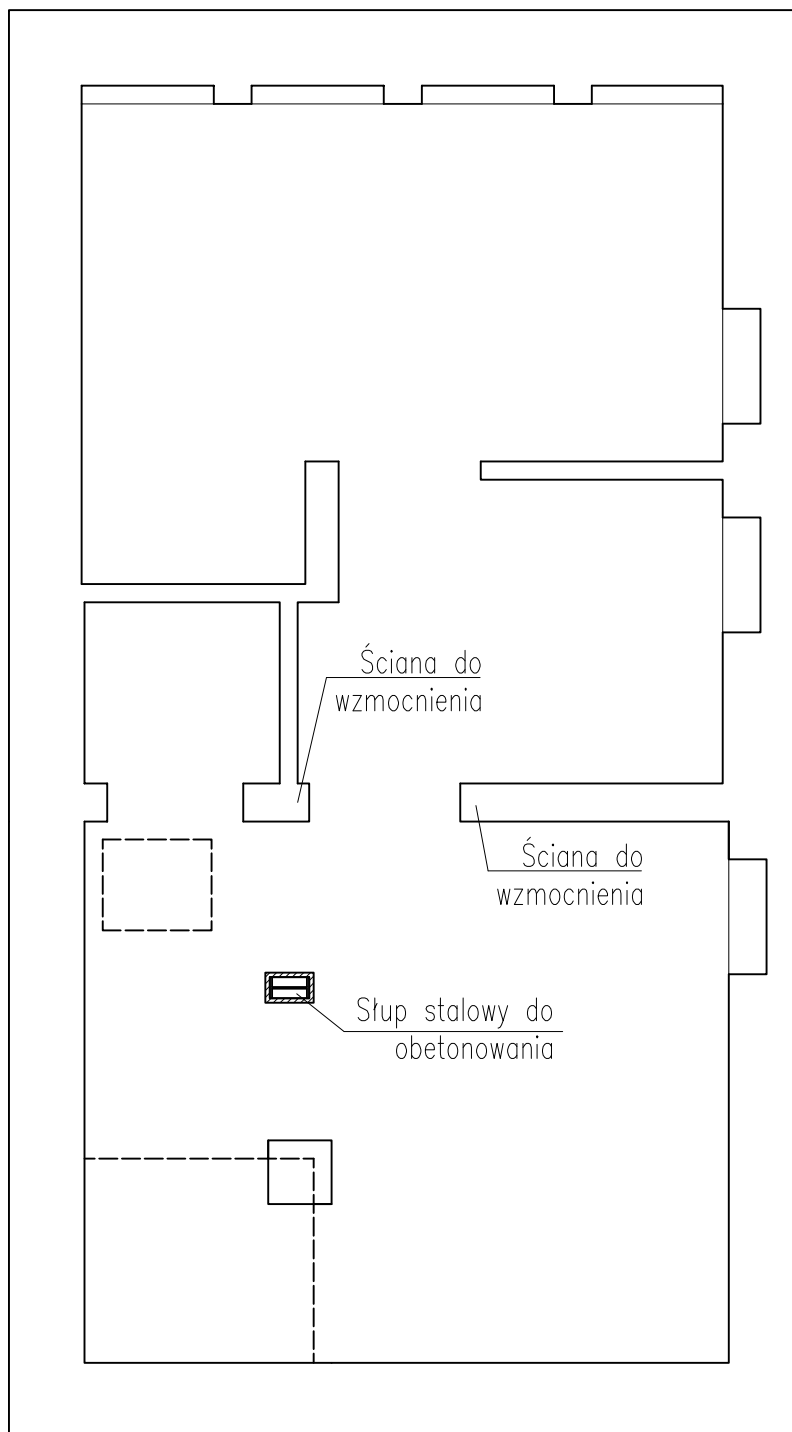 Ściana do
wzmocnienia
Ściana do
wzmocnienia
Słup stalowy do
obetonowania